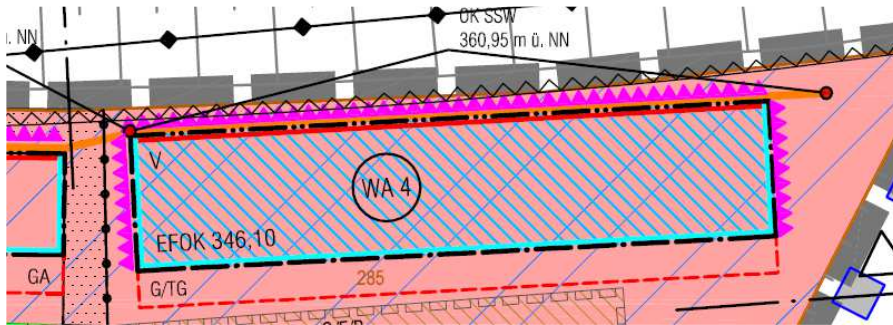 ü. NN
OK SSW
360,95 m ü. NN
V
WA 4
EFOK 346,10
GA
G/TG
285